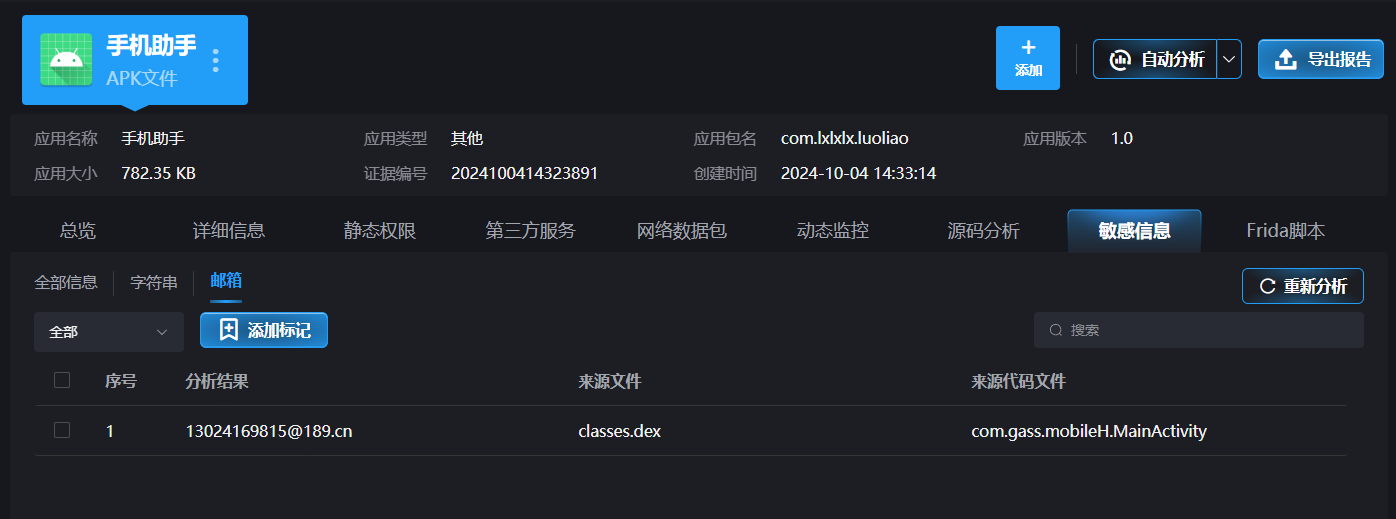 手机助手
APK文件
添加
自动分析
导出报告
应用名称 手机助手 应用类型 其他 应用包名 com.lxlxlx.luoliao 应用版本 1.0
应用大小 782.35 KB 证据编号 2024100414323891 创建时间 2024-10-04 14:33:14
总览 详细信息 静态权限 第三方服务 网络数据包 动态监控 源码分析 敏感信息 Frida脚本
全部信息 字符串 邮箱 重新分析
全部 添加标记 搜索
序号 分析结果 来源文件 来源代码文件
1 13024169815@189.cn classes.dex com.gass.mobileH.MainActivity